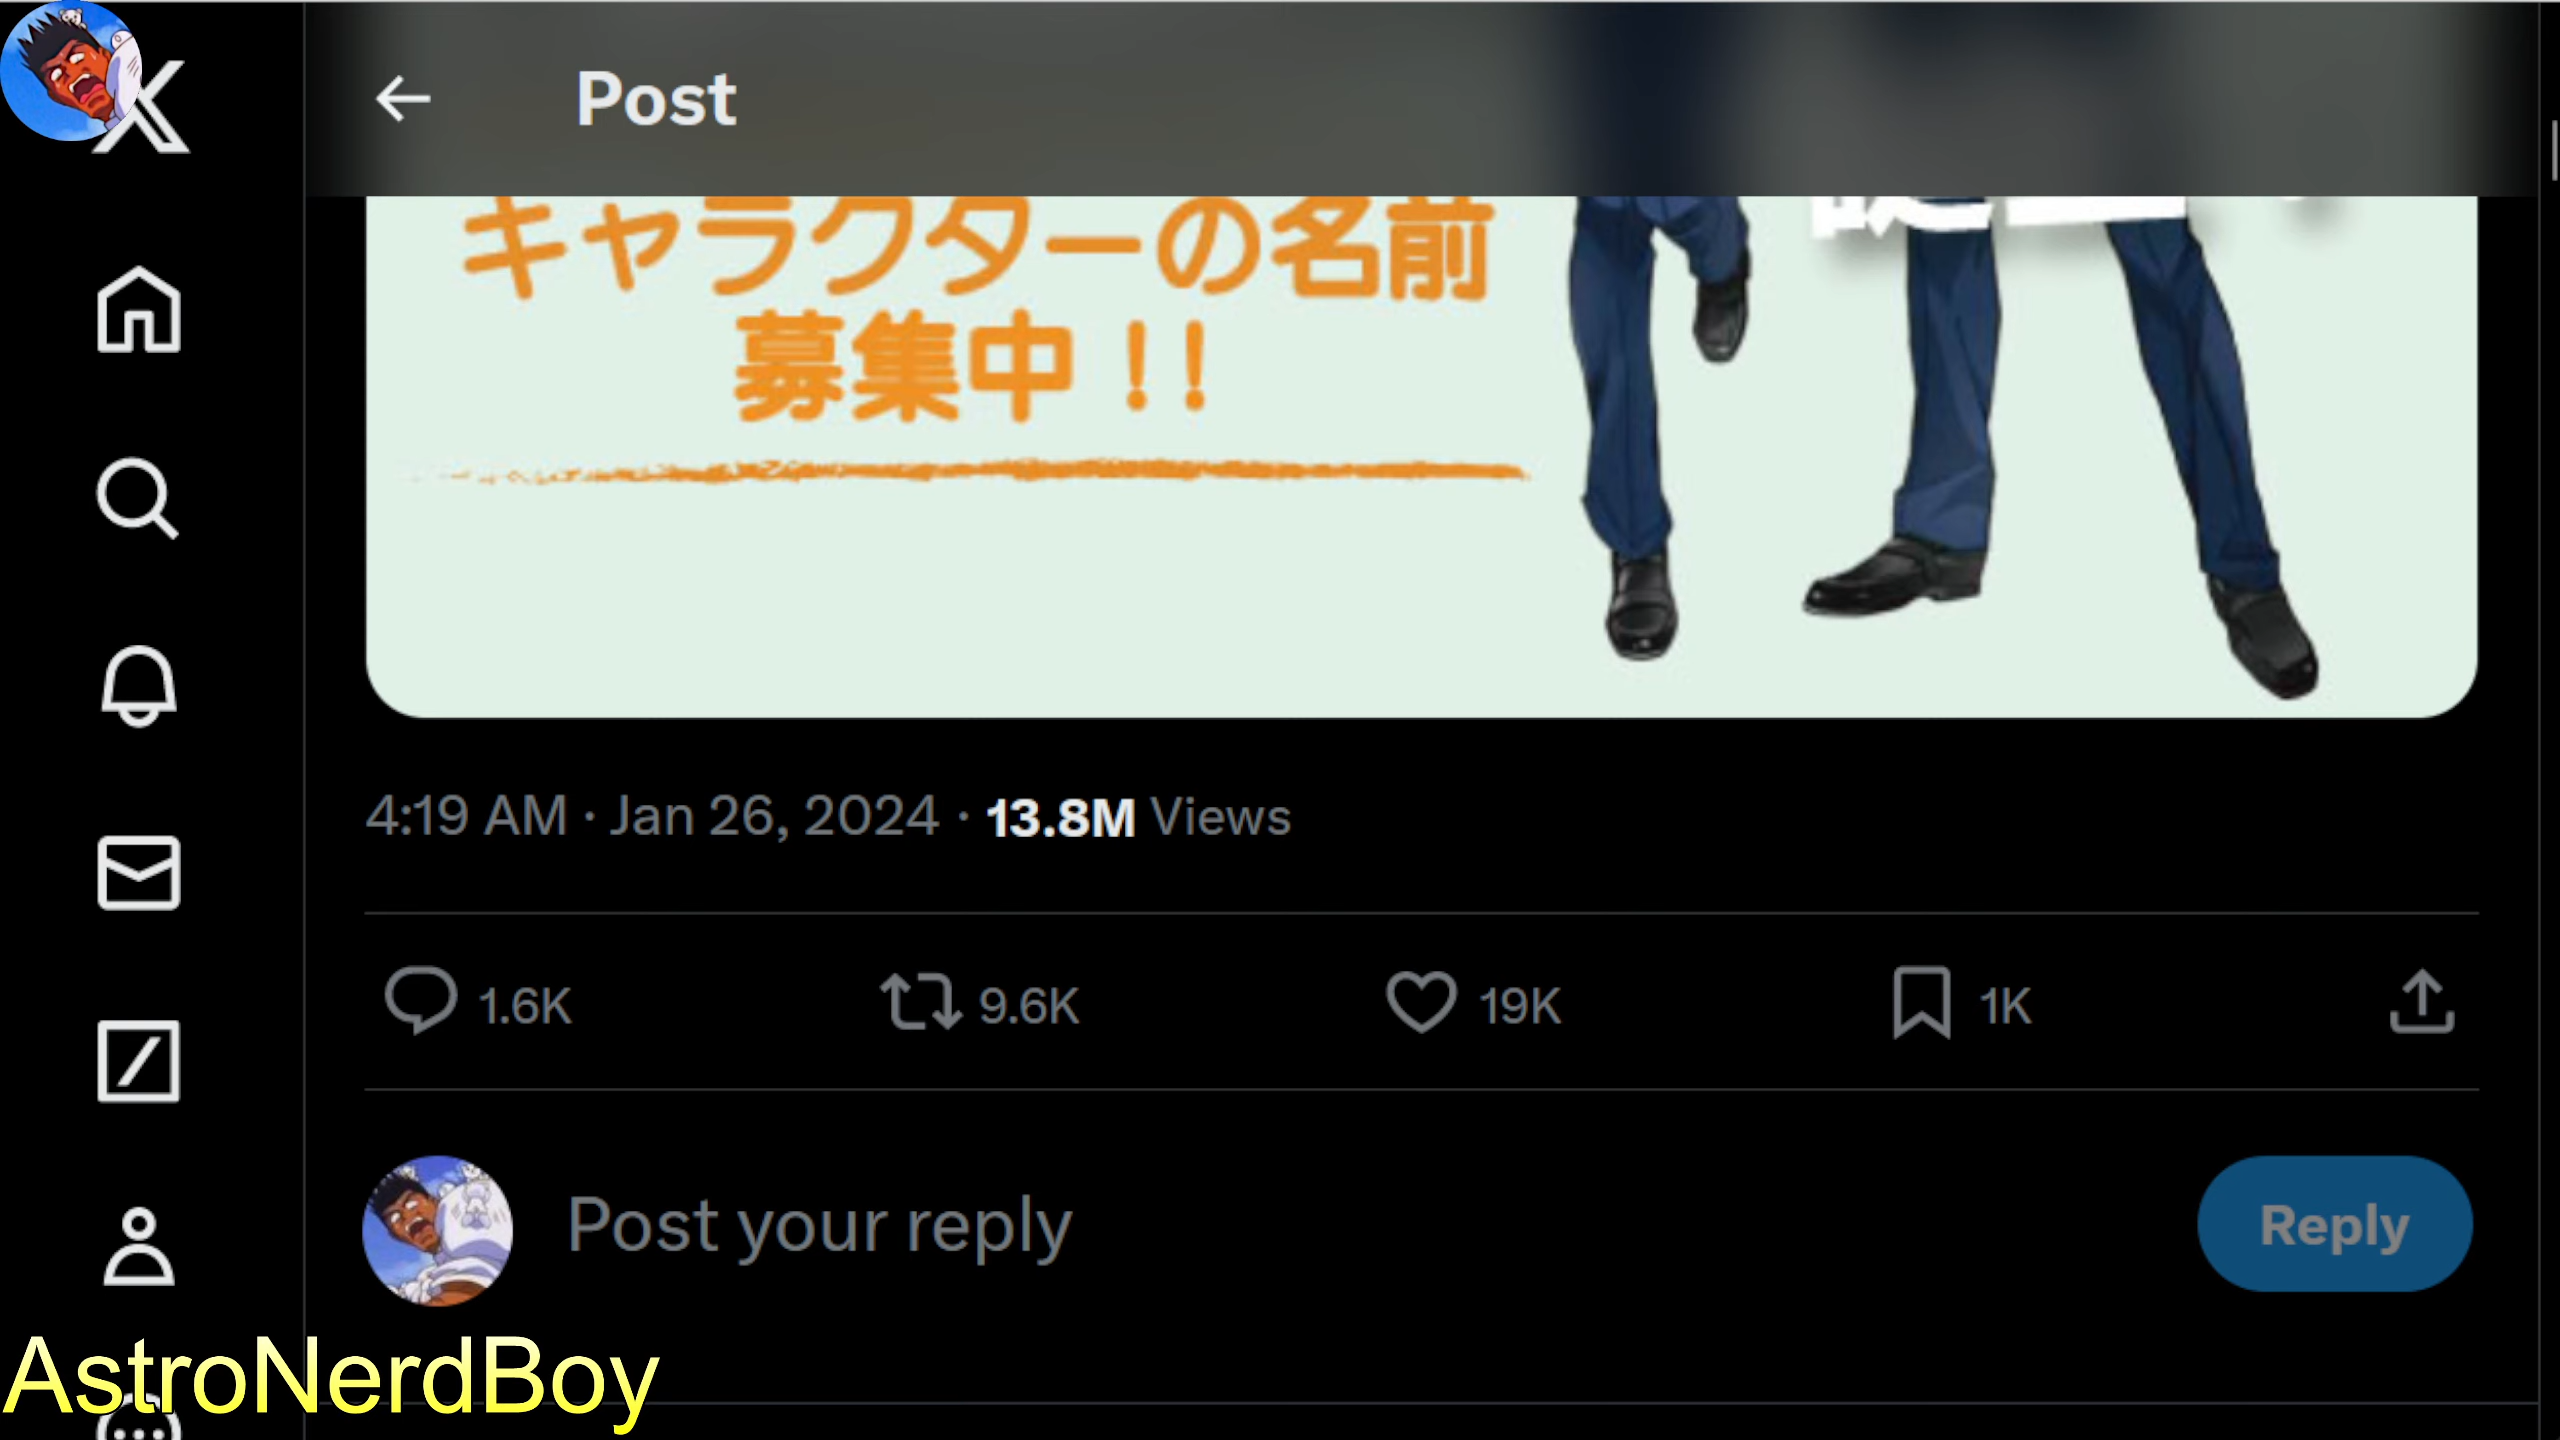 Post
キャラクターの名前
募集中!!
4:19 AM · Jan 26, 2024 · 13.8M Views
1.6K 9.6K 19K 1K
Post your reply Reply
AstroNerdBoy